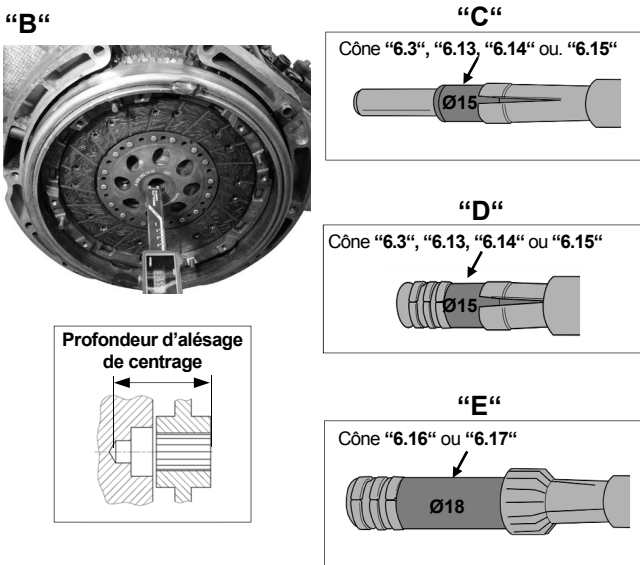 “B“
“C“
Cône “6.3“, “6.13, “6.14“ ou. “6.15“
Ø15
“D“
Cône “6.3“, “6.13, “6.14“ ou “6.15“
Ø15
Profondeur d’alésage
de centrage
“E“
Cône “6.16“ ou “6.17“
Ø18